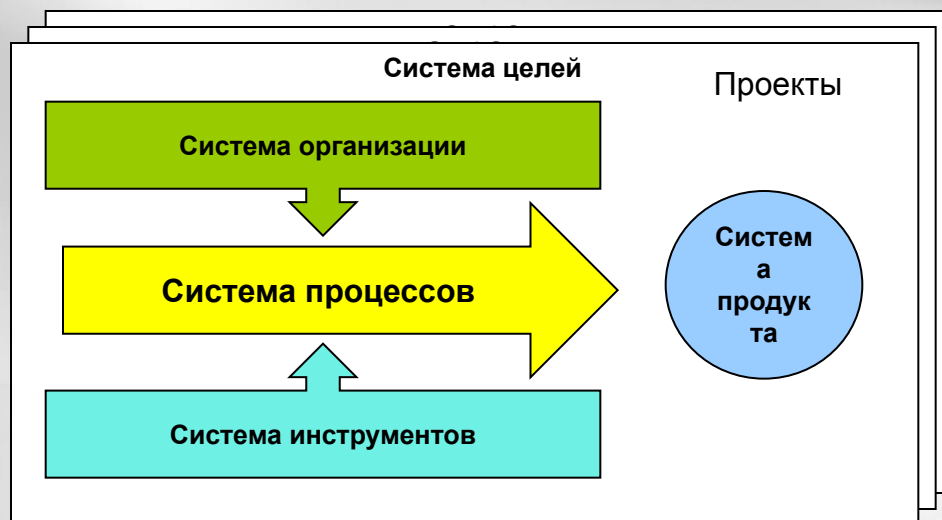 Система целей
Проекты
Система организации
Система процессов
Систем
а
продук
та
Система инструментов